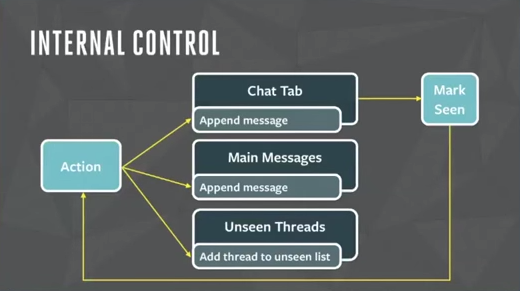 INTERNAL CONTROL
Chat Tab
Append message
Mark
Seen
Action
Main Messages
Append message
Unseen Threads
Add thread to unseen list